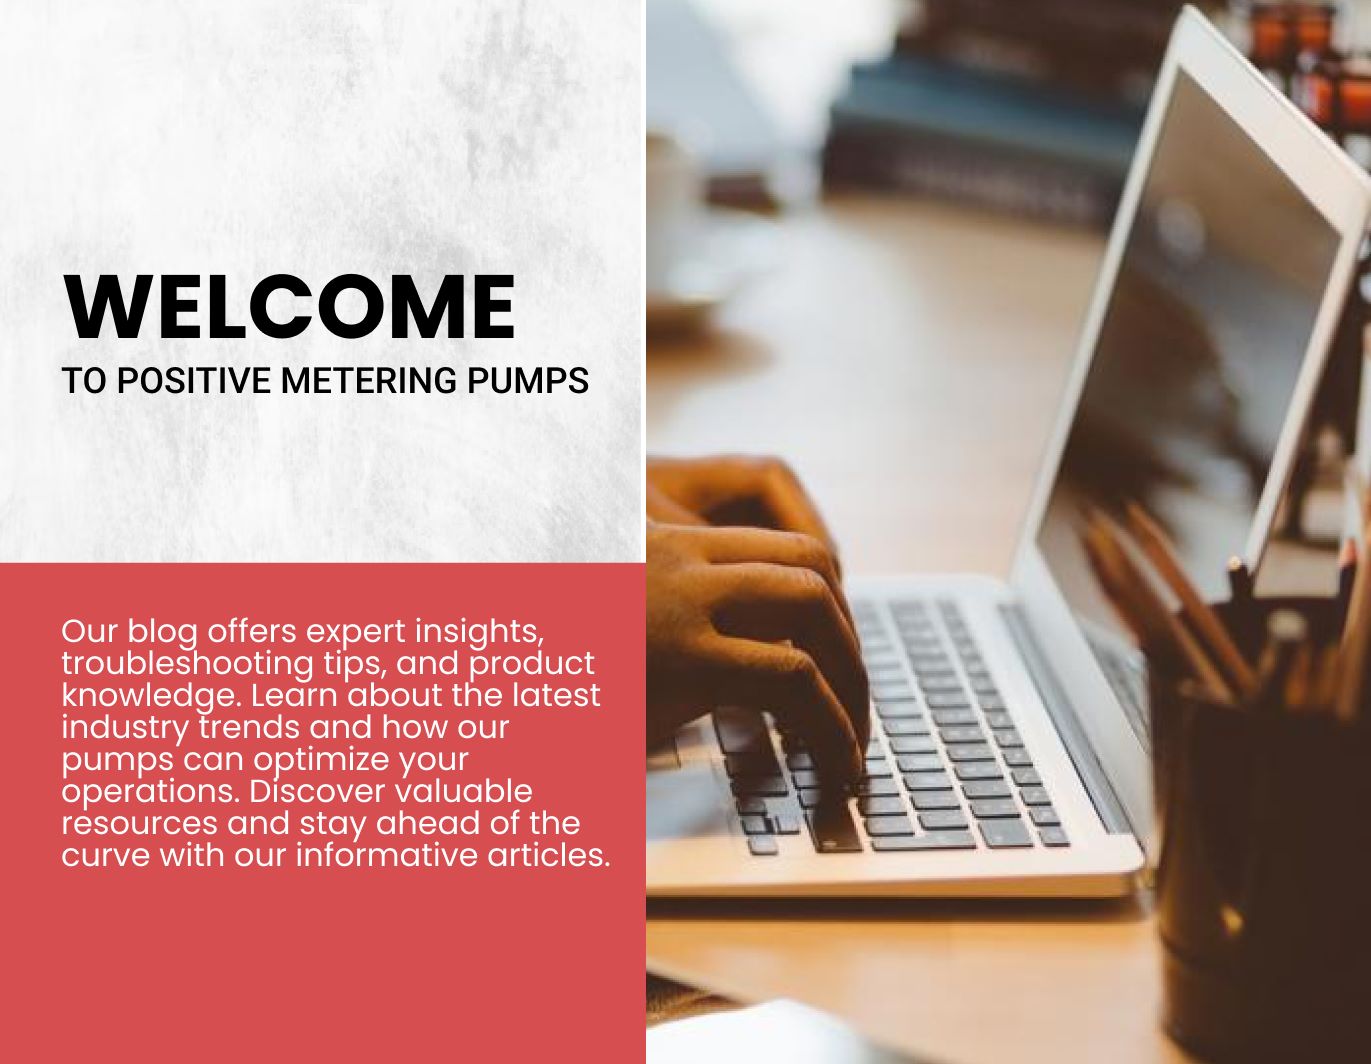 WELCOME
TO POSITIVE METERING PUMPS
Our blog offers expert insights,
troubleshooting tips, and product
knowledge. Learn about the latest
industry trends and how our
pumps can optimize your
operations. Discover valuable
resources and stay ahead of the
curve with our informative articles.